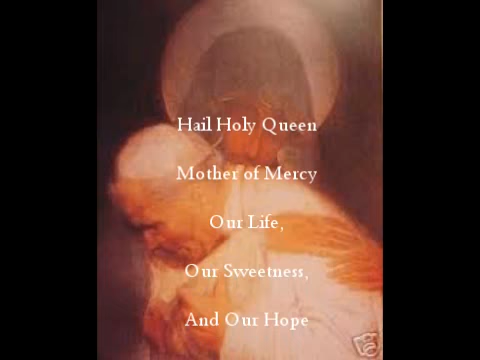 Hail Holy Queen
Mother of Mercy
Our Life,
Our Sweetness,
And Our Hope